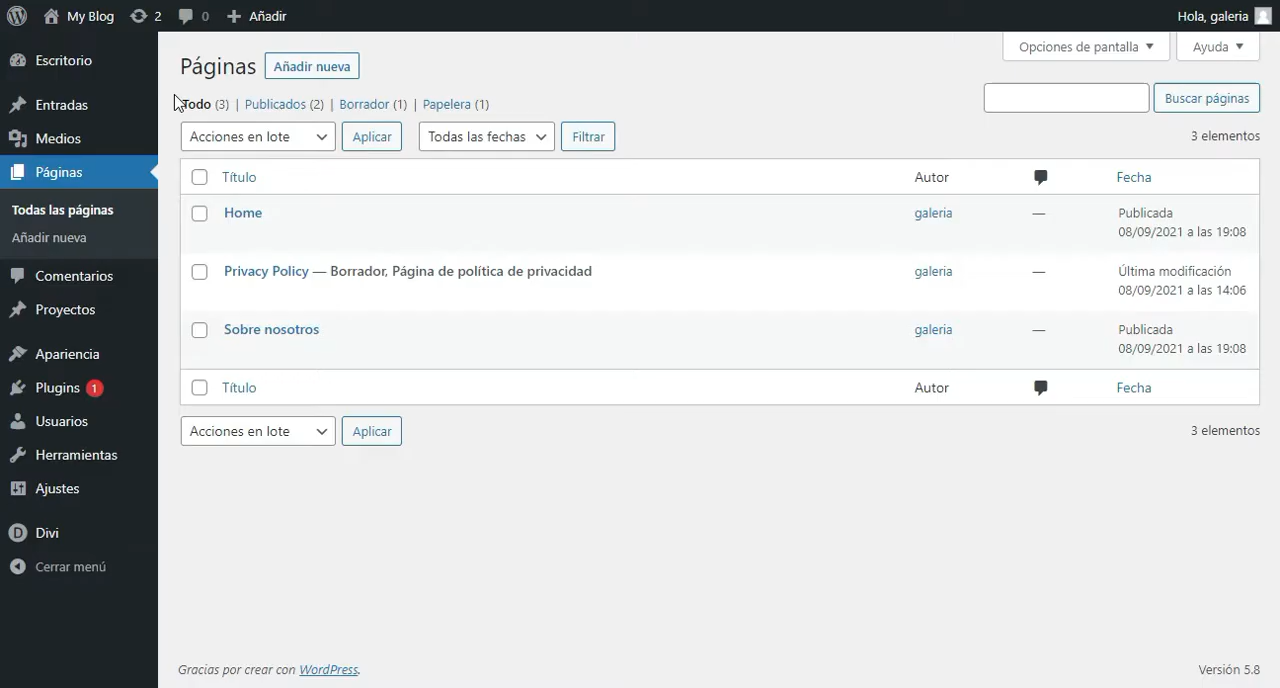 My Blog 2 0 Añadir Hola, galeria
Escritorio
Entradas
Medios
Páginas
Todas las páginas
Añadir nueva
Comentarios
Proyectos
Apariencia
Plugins 1
Usuarios
Herramientas
Ajustes
Divi
Cerrar menú
Opciones de pantalla Ayuda
Páginas Añadir nueva
Todo (3) | Publicados (2) | Borrador (1) | Papelera (1)
Buscar páginas
Acciones en lote Aplicar Todas las fechas Filtrar 3 elementos
Título Autor Fecha
Home galeria — Publicada
08/09/2021 a las 19:08
Privacy Policy — Borrador, Página de política de privacidad galeria — Última modificación
08/09/2021 a las 14:06
Sobre nosotros galeria — Publicada
08/09/2021 a las 19:08
Título Autor Fecha
Acciones en lote Aplicar 3 elementos
Gracias por crear con WordPress. Versión 5.8